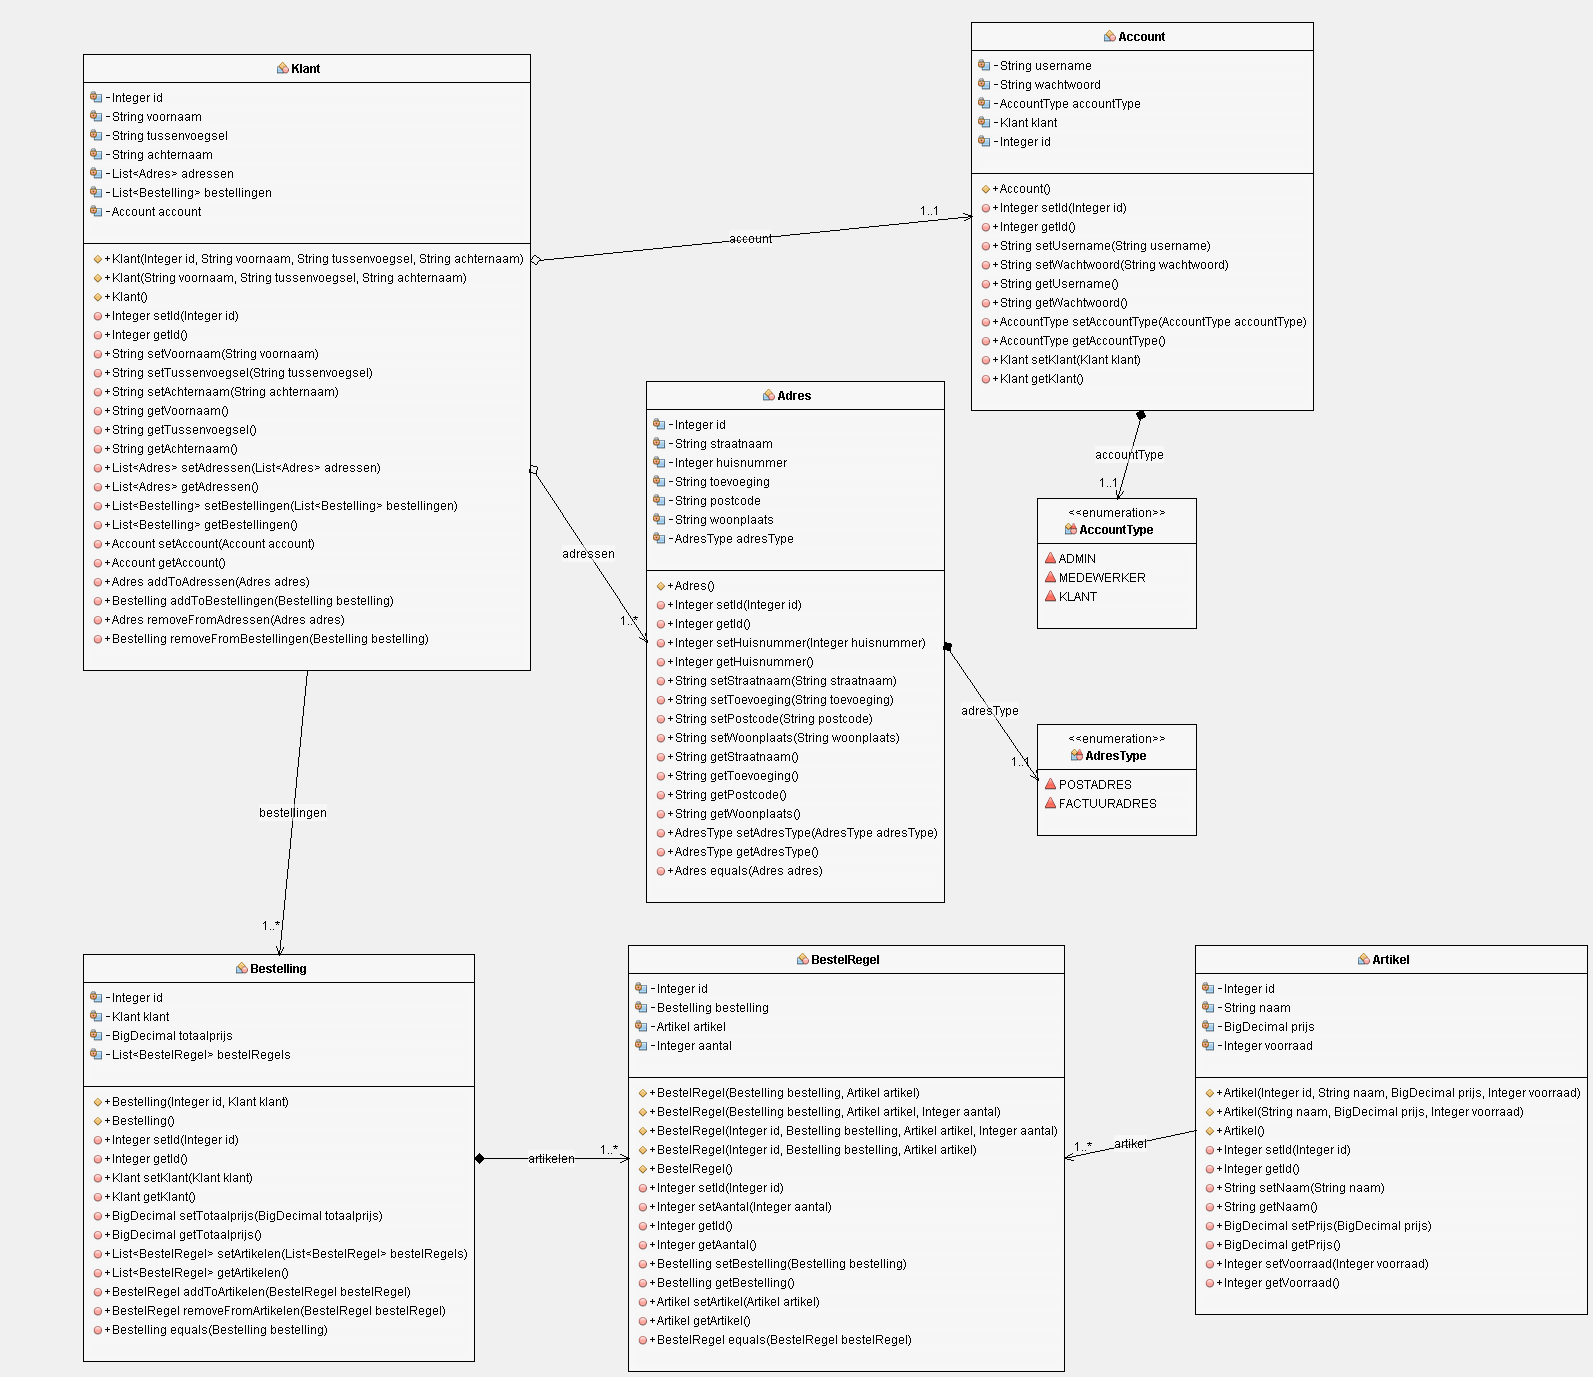 Klant
-Integer id
-String voornaam
-String tussenvoegsel
-String achternaam
-List<Adres> adressen
-List<Bestelling> bestellingen
-Account account
+Klant(Integer id, String voornaam, String tussenvoegsel, String achternaam)
+Klant(String voornaam, String tussenvoegsel, String achternaam)
+Klant()
+Integer setId(Integer id)
+Integer getId()
+String setVoornaam(String voornaam)
+String setTussenvoegsel(String tussenvoegsel)
+String setAchternaam(String achternaam)
+String getVoornaam()
+String getTussenvoegsel()
+String getAchternaam()
+List<Adres> setAdressen(List<Adres> adressen)
+List<Adres> getAdressen()
+List<Bestelling> setBestellingen(List<Bestelling> bestellingen)
+List<Bestelling> getBestellingen()
+Account setAccount(Account account)
+Account getAccount()
+Adres addToAdressen(Adres adres)
+Bestelling addToBestellingen(Bestelling bestelling)
+Adres removeFromAdressen(Adres adres)
+Bestelling removeFromBestellingen(Bestelling bestelling)
account
1..1
Account
-String username
-String wachtwoord
-AccountType accountType
-Klant klant
-Integer id
+Account()
+Integer setId(Integer id)
+Integer getId()
+String setUsername(String username)
+String setWachtwoord(String wachtwoord)
+String getUsername()
+String getWachtwoord()
+AccountType setAccountType(AccountType accountType)
+AccountType getAccountType()
+Klant setKlant(Klant klant)
+Klant getKlant()
accountType
1..1
<<enumeration>>
AccountType
ADMIN
MEDEWERKER
KLANT
adressen
1..*
Adres
-Integer id
-String straatnaam
-Integer huisnummer
-String toevoeging
-String postcode
-String woonplaats
-AdresType adresType
+Adres()
+Integer setId(Integer id)
+Integer getId()
+Integer setHuisnummer(Integer huisnummer)
+Integer getHuisnummer()
+String setStraatnaam(String straatnaam)
+String setToevoeging(String toevoeging)
+String setPostcode(String postcode)
+String setWoonplaats(String woonplaats)
+String getStraatnaam()
+String getToevoeging()
+String getPostcode()
+String getWoonplaats()
+AdresType setAdresType(AdresType adresType)
+AdresType getAdresType()
+Adres equals(Adres adres)
adresType
1..1
<<enumeration>>
AdresType
POSTADRES
FACTUURADRES
bestellingen
1..*
Bestelling
-Integer id
-Klant klant
-BigDecimal totaalprijs
-List<BestelRegel> bestelRegels
+Bestelling(Integer id, Klant klant)
+Bestelling()
+Integer setId(Integer id)
+Integer getId()
+Klant setKlant(Klant klant)
+Klant getKlant()
+BigDecimal setTotaalprijs(BigDecimal totaalprijs)
+BigDecimal getTotaalprijs()
+List<BestelRegel> setArtikelen(List<BestelRegel> bestelRegels)
+List<BestelRegel> getArtikelen()
+BestelRegel addToArtikelen(BestelRegel bestelRegel)
+BestelRegel removeFromArtikelen(BestelRegel bestelRegel)
+Bestelling equals(Bestelling bestelling)
artikelen
1..*
BestelRegel
-Integer id
-Bestelling bestelling
-Artikel artikel
-Integer aantal
+BestelRegel(Bestelling bestelling, Artikel artikel)
+BestelRegel(Bestelling bestelling, Artikel artikel, Integer aantal)
+BestelRegel(Integer id, Bestelling bestelling, Artikel artikel, Integer aantal)
+BestelRegel(Integer id, Bestelling bestelling, Artikel artikel)
+BestelRegel()
+Integer setId(Integer id)
+Integer setAantal(Integer aantal)
+Integer getId()
+Integer getAantal()
+Bestelling setBestelling(Bestelling bestelling)
+Bestelling getBestelling()
+Artikel setArtikel(Artikel artikel)
+Artikel getArtikel()
+BestelRegel equals(BestelRegel bestelRegel)
1..*
artikel
Artikel
-Integer id
-String naam
-BigDecimal prijs
-Integer voorraad
+Artikel(Integer id, String naam, BigDecimal prijs, Integer voorraad)
+Artikel(String naam, BigDecimal prijs, Integer voorraad)
+Artikel()
+Integer setId(Integer id)
+Integer getId()
+String setNaam(String naam)
+String getNaam()
+BigDecimal setPrijs(BigDecimal prijs)
+BigDecimal getPrijs()
+Integer setVoorraad(Integer voorraad)
+Integer getVoorraad()